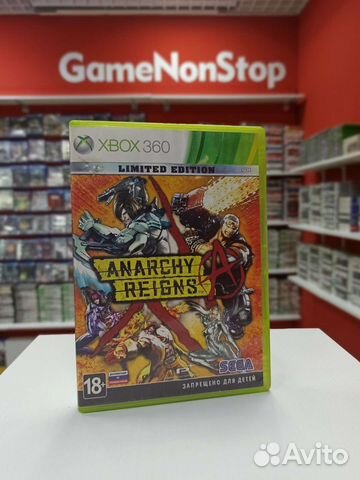 GameNonStop
XBOX 360
LIMITED EDITION
ANARCHY
REIGNS
SEGA
18+
ЗАПРЕЩЕНО ДЛЯ ДЕТЕЙ
Avito